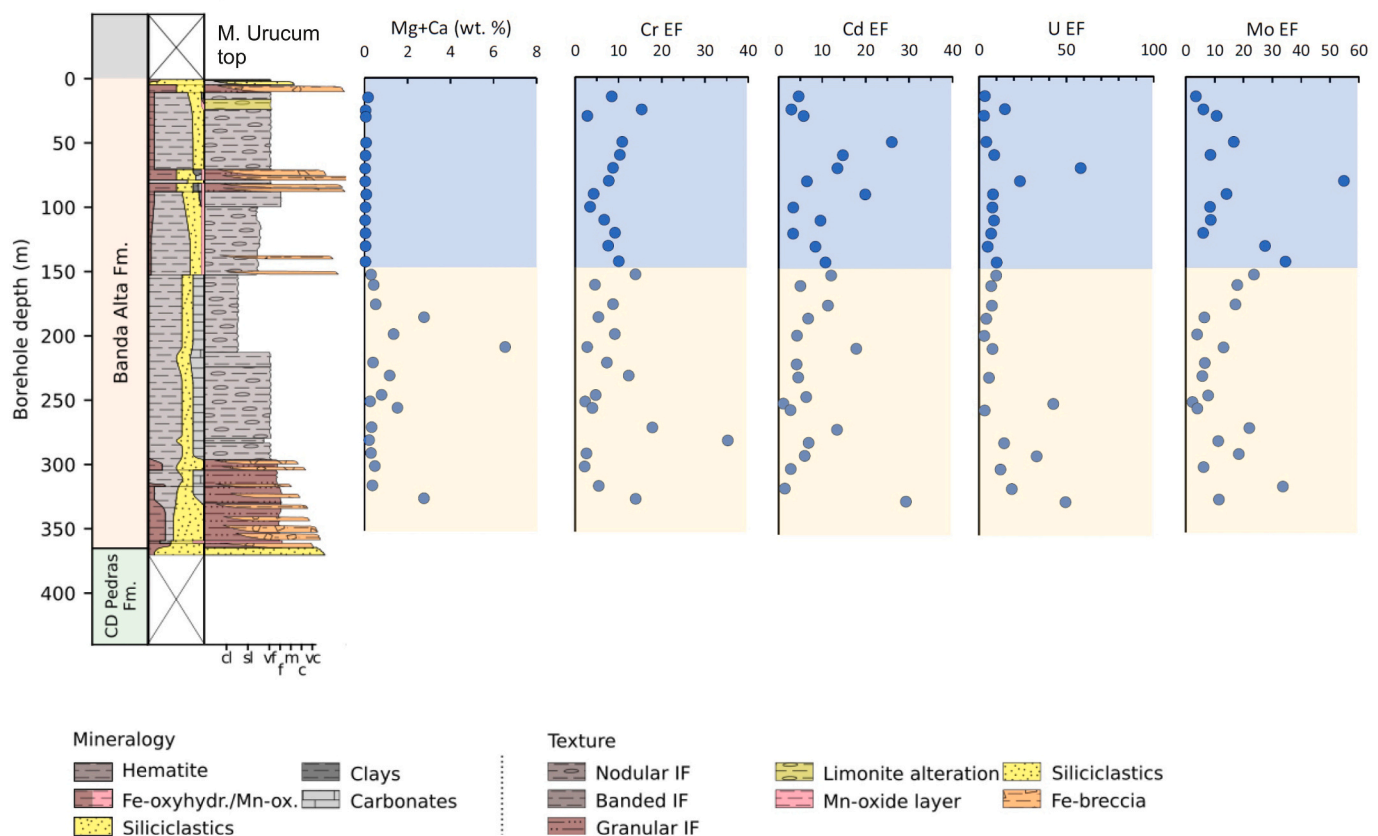 M. Urucum
top
Mg+Ca (wt. %)
0 2 4 6 8
Cr EF
0 10 20 30 40
Cd EF
0 10 20 30 40
U EF
0 50 100
Mo EF
0 10 20 30 40 50 60
Borehole depth (m)
0
50
100
150
200
250
300
350
400
Banda Alta Fm.
CD Pedras
Fm.
cl sl vf f m c vc
Mineralogy
Hematite
Fe-oxyhydr./Mn-ox.
Siliciclastics
Clays
Carbonates
Texture
Nodular IF
Banded IF
Granular IF
Limonite alteration
Mn-oxide layer
Siliciclastics
Fe-breccia